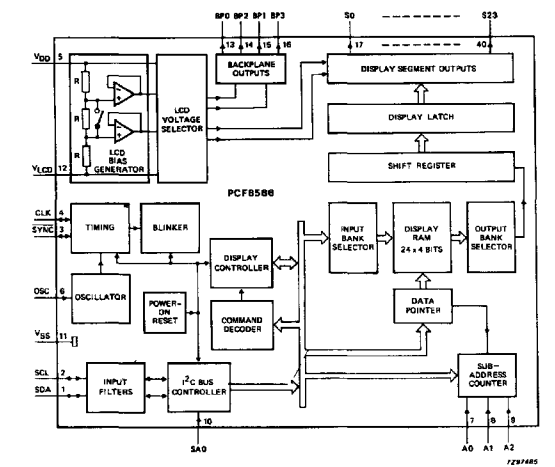 BP0 BP2 BP1 BP3 S0 S23
13 14 15 16 17 40
VDD 5
BACKPLANE OUTPUTS
DISPLAY SEGMENT OUTPUTS
R
R
R
LCD VOLTAGE SELECTOR
DISPLAY LATCH
LCD BIAS GENERATOR
VLCD 12
SHIFT REGISTER
PCF8566
CLK 4
SYNC 3
TIMING
BLINKER
INPUT BANK SELECTOR
DISPLAY RAM 24 x 4 BITS
OUTPUT BANK SELECTOR
DISPLAY CONTROLLER
OSC 6
OSCILLATOR
POWER-ON RESET
COMMAND DECODER
DATA POINTER
VSS 11
SCL 2
SDA 1
INPUT FILTERS
I²C BUS CONTROLLER
SUB-ADDRESS COUNTER
10
SA0
7 8 9
A0 A1 A2
7Z97485